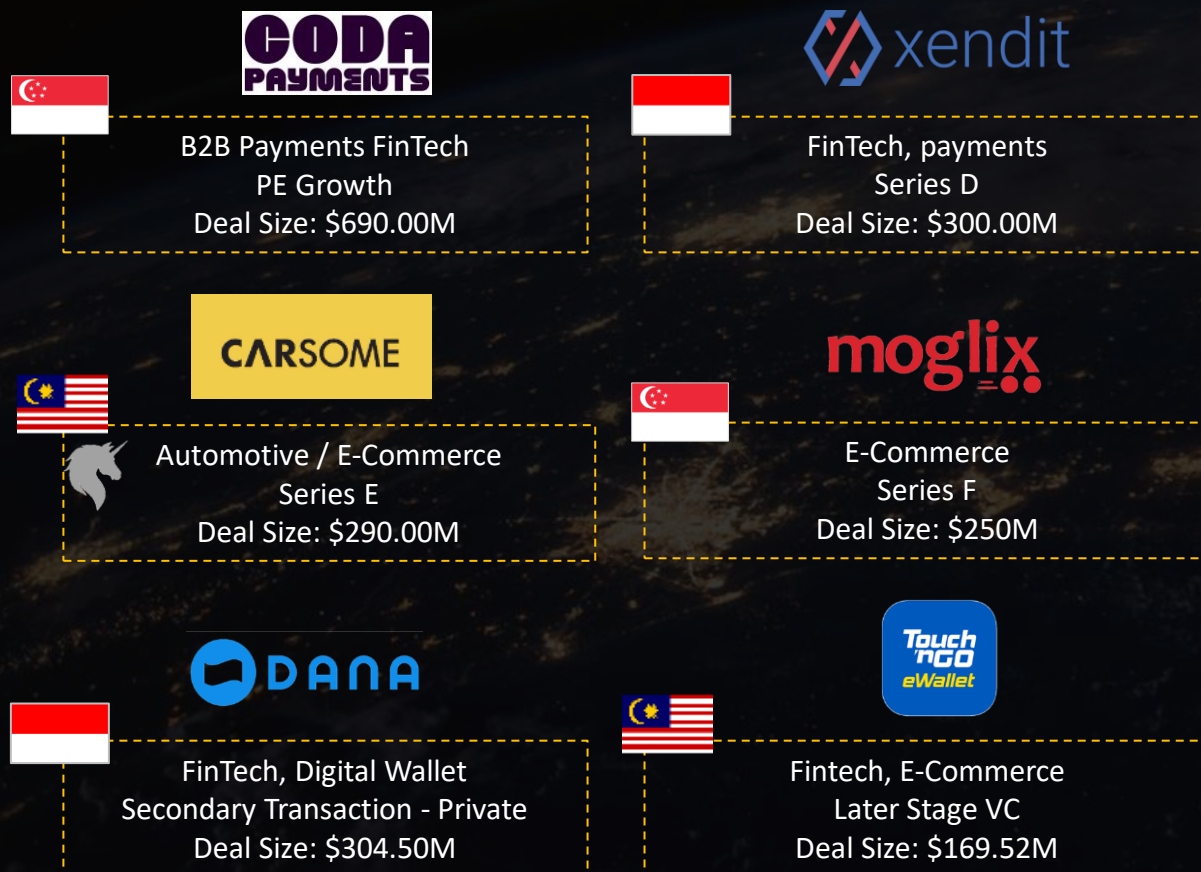 CODA
PAYMENTS
xendit
B2B Payments FinTech
PE Growth
Deal Size: $690.00M
FinTech, payments
Series D
Deal Size: $300.00M
CARSOME
moglix
Automotive / E-Commerce
Series E
Deal Size: $290.00M
E-Commerce
Series F
Deal Size: $250M
DANA
Touch
'nGO
eWallet
FinTech, Digital Wallet
Secondary Transaction - Private
Deal Size: $304.50M
Fintech, E-Commerce
Later Stage VC
Deal Size: $169.52M